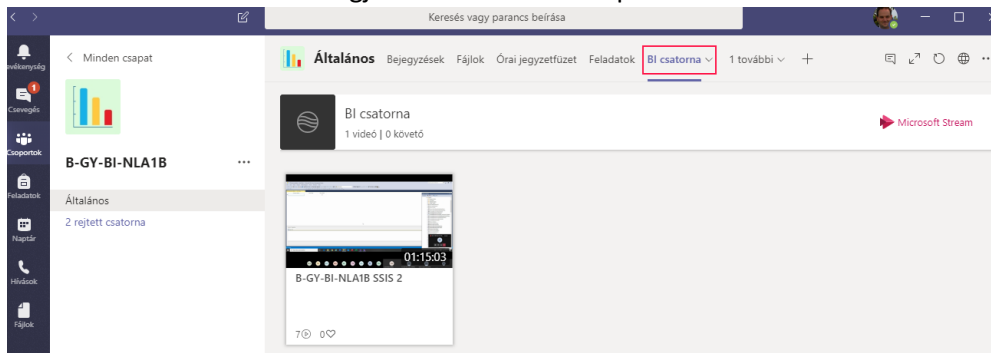 Keresés vagy parancs beírása
evékenység
1
Csevegés
Csoportok
Feladatok
Naptár
Hívások
Fájlok
< Minden csapat
B-GY-BI-NLA1B
Általános
2 rejtett csatorna
Általános Bejegyzések Fájlok Órai jegyzetfüzet Feladatok BI csatorna 1 további
BI csatorna
1 videó | 0 követő
Microsoft Stream
01:15:03
B-GY-BI-NLA1B SSIS 2
7 0